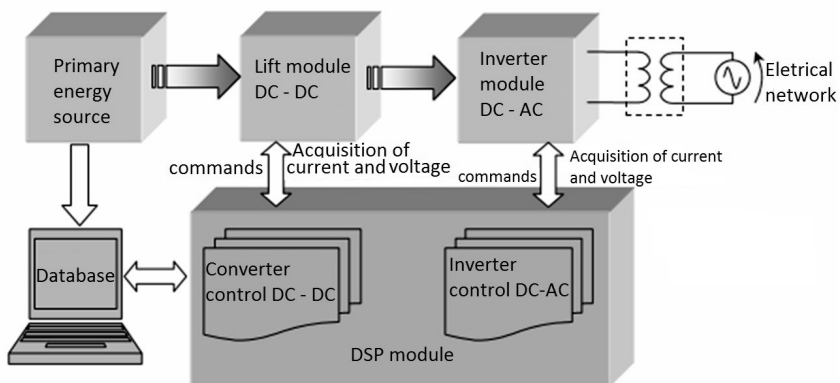 Primary
energy
source
Lift module
DC - DC
Inverter
module
DC - AC
Eletrical
network
commands
Acquisition of
current and voltage
commands
Acquisition of current
and voltage
Database
Converter
control DC - DC
Inverter
control DC-AC
DSP module